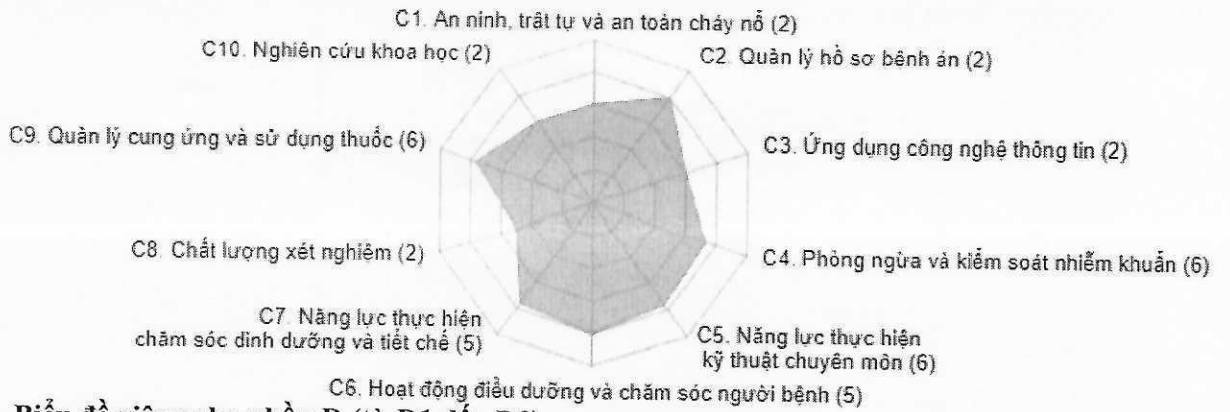 C1. An ninh, trật tự và an toàn cháy nổ (2)
C2. Quản lý hồ sơ bệnh án (2)
C3. Ứng dụng công nghệ thông tin (2)
C4. Phòng ngừa và kiểm soát nhiễm khuẩn (6)
C5. Năng lực thực hiện
kỹ thuật chuyên môn (6)
C6. Hoạt động điều dưỡng và chăm sóc người bệnh (5)
C7. Năng lực thực hiện
chăm sóc dinh dưỡng và tiết chế (5)
C8. Chất lượng xét nghiệm (2)
C9. Quản lý cung ứng và sử dụng thuốc (6)
C10. Nghiên cứu khoa học (2)